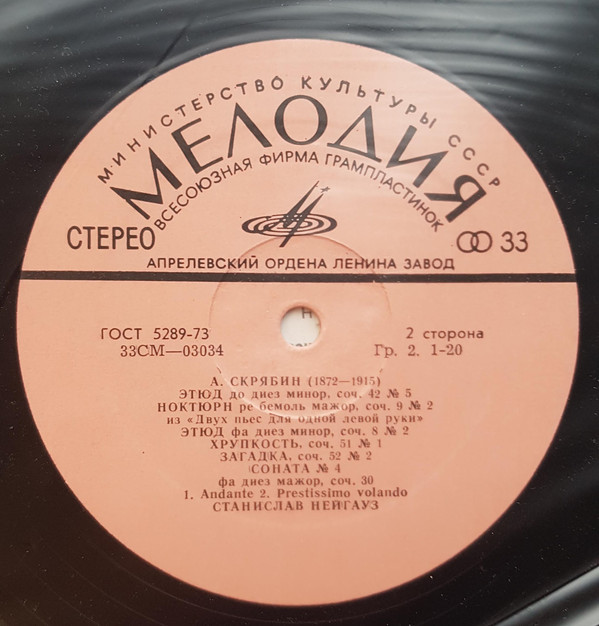 МИНИСТЕРСТВО КУЛЬТУРЫ СССР
МЕЛОДИЯ
ВСЕСОЮЗНАЯ ФИРМА ГРАМПЛАСТИНОК
СТЕРЕО
33
АПРЕЛЕВСКИЙ ОРДЕНА ЛЕНИНА ЗАВОД
ГОСТ 5289-73
2 сторона
33СМ—03034
Гр. 2. 1-20
А. СКРЯБИН (1872—1915)
ЭТЮД до диез минор, соч. 42 № 5
НОКТЮРН ре бемоль мажор, соч. 9 № 2
из «Двух пьес для одной левой руки»
ЭТЮД фа диез минор, соч. 8 № 2
ХРУПКОСТЬ, соч. 51 № 1
ЗАГАДКА, соч. 52 № 2
СОНАТА № 4
фа диез мажор, соч. 30
1. Andante 2. Prestissimo volando
СТАНИСЛАВ НЕЙГАУЗ